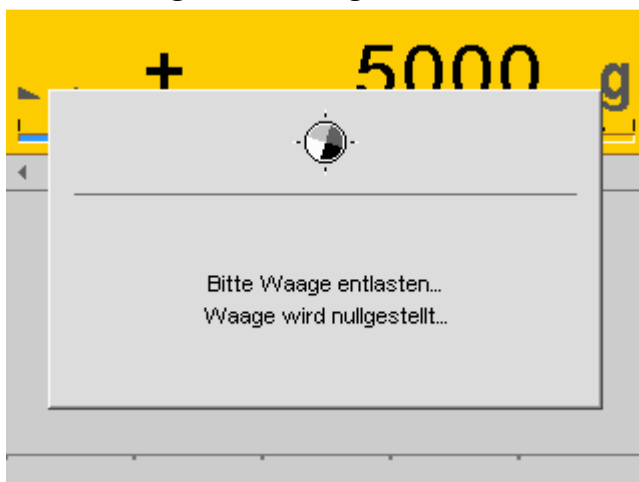 + 5000 g
Bitte Waage entlasten...
Waage wird nullgestellt...